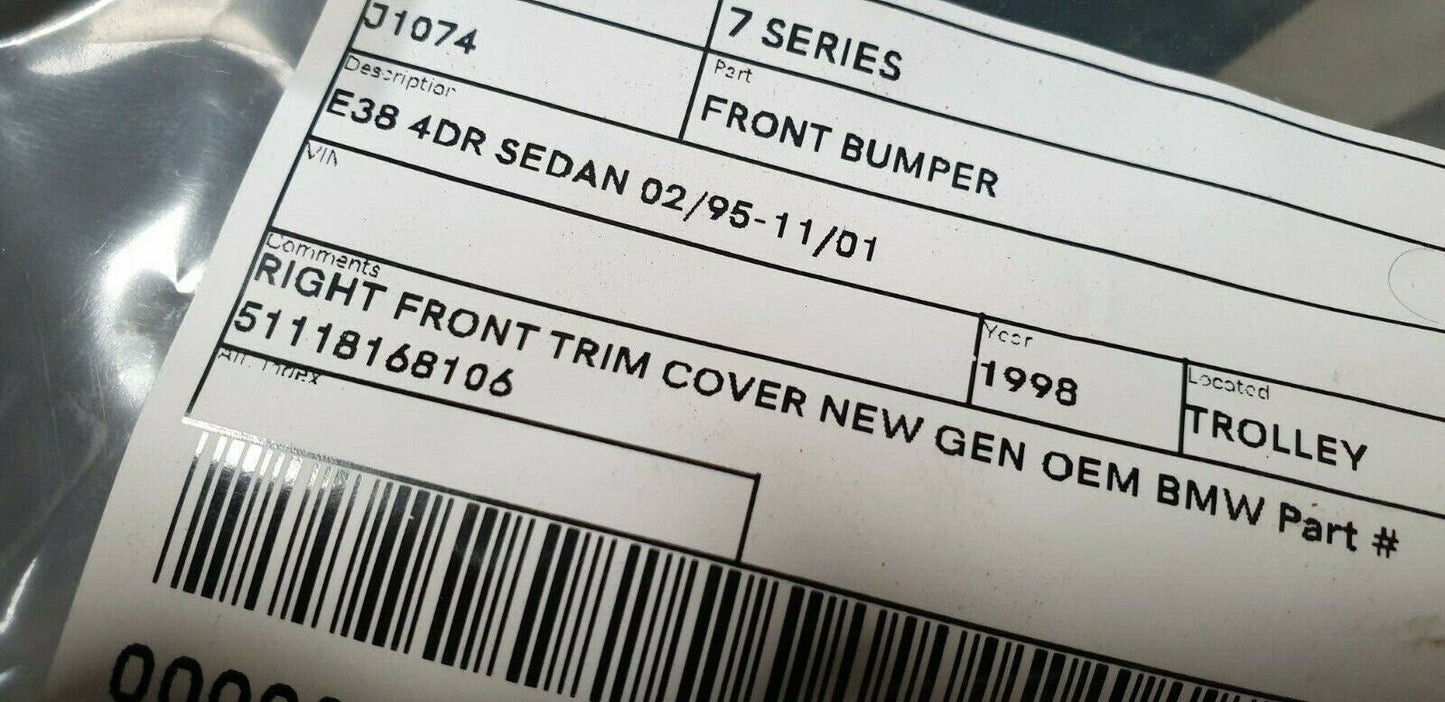 J1074
7 SERIES
Description
E38 4DR SEDAN 02/95-11/01
Part
FRONT BUMPER
VIN
Year
1998
Located
TROLLEY
Comments
RIGHT FRONT TRIM COVER NEW GEN OEM BMW Part #
51118168106